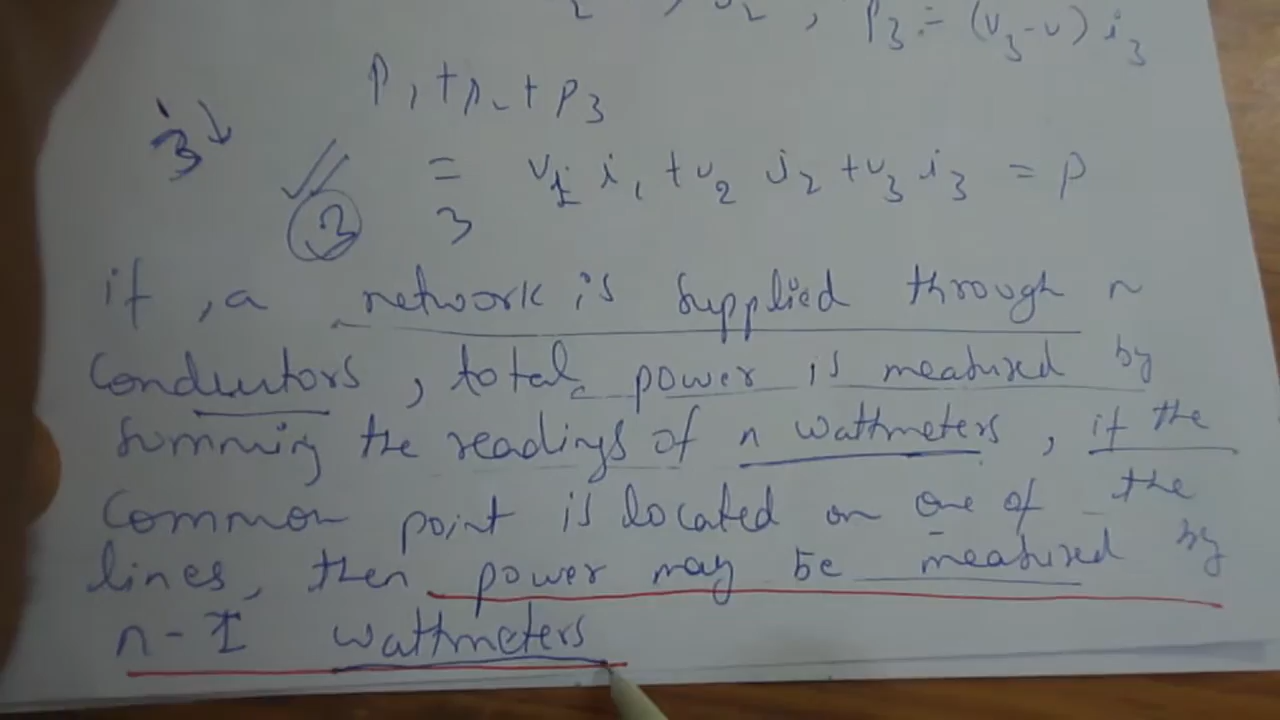 P3 = (v3-v) i3
P1+P2+P3
i3↓
= v1 i1 + v2 i2 + v3 i3 = P
3 3
if , a network is supplied through n
Conductors , total power is measured by
Summing the readings of n wattmeters , if the
Common point is located on one of the
lines, then power may be measured by
n-1 wattmeters